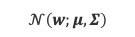 𝒩(𝒘; 𝝁, 𝜮)